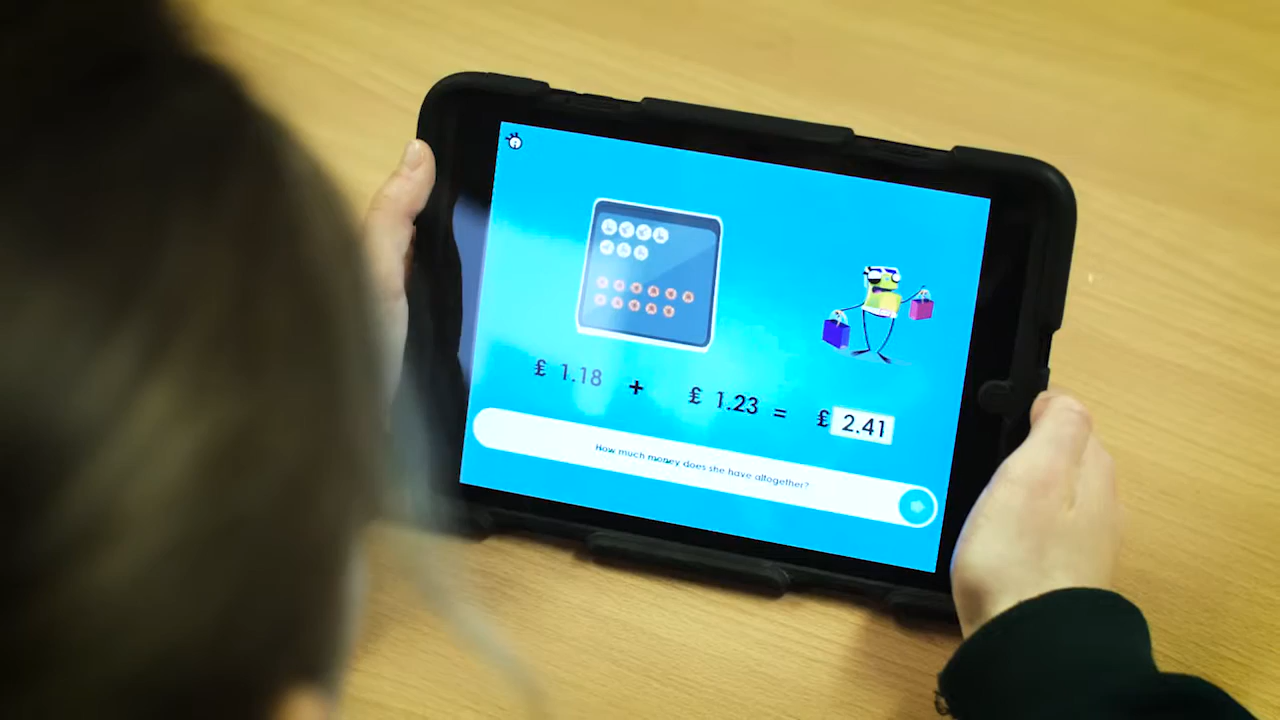 £ 1.18 + £ 1.23 = £ 2.41
How much money does she have altogether?